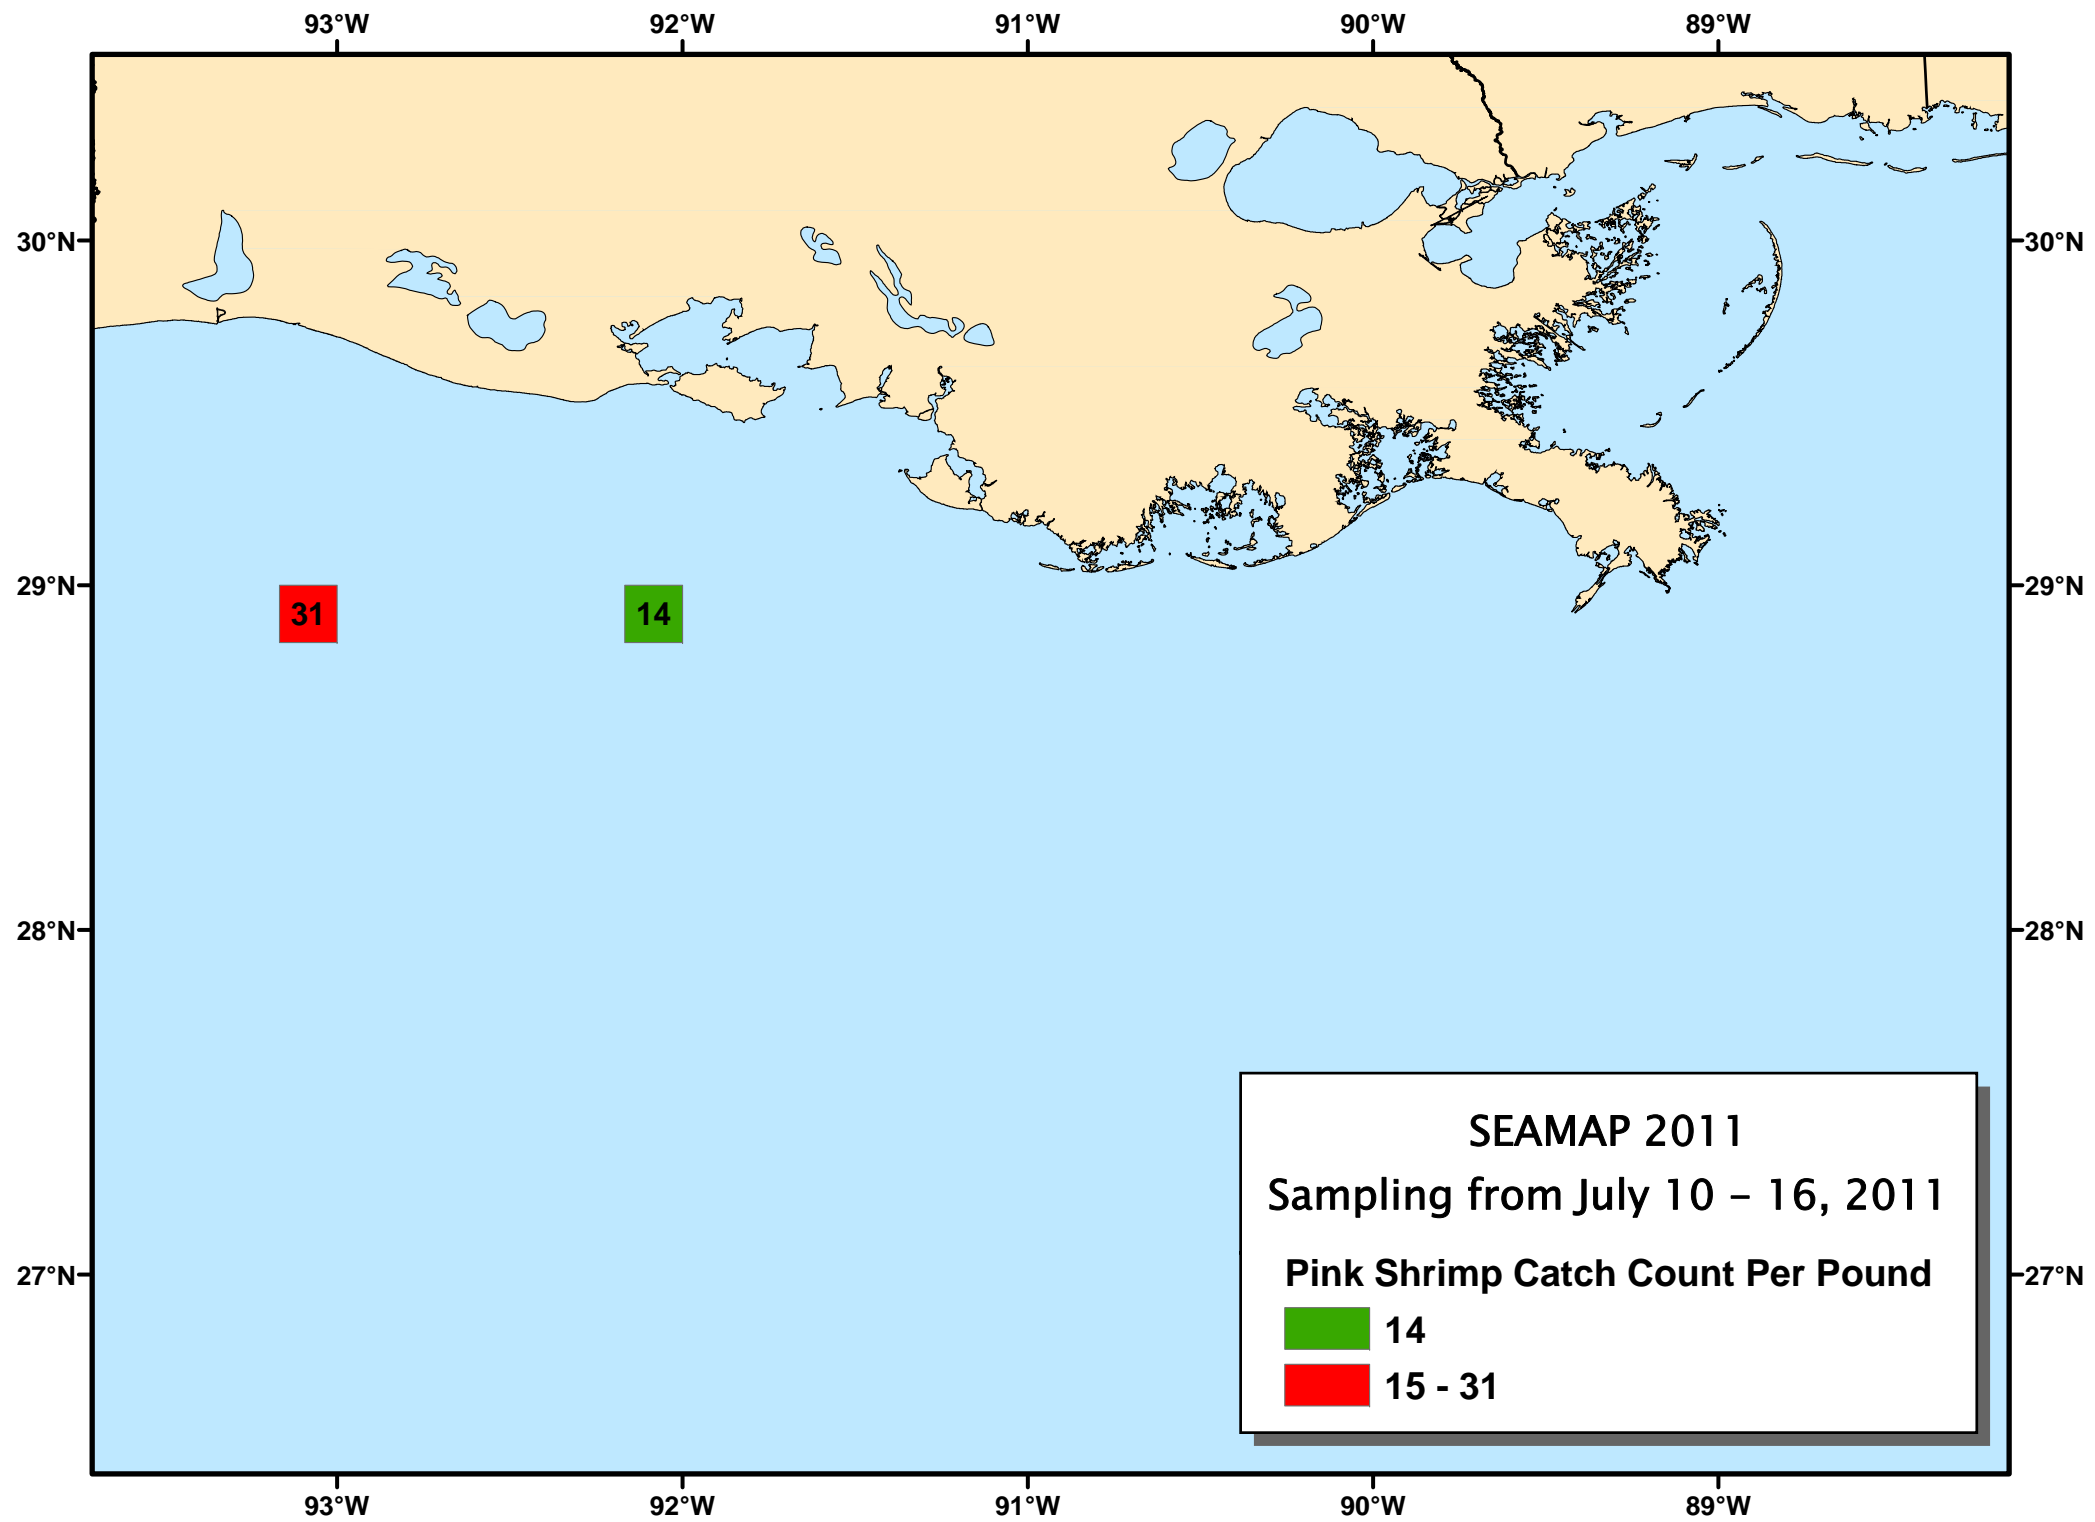 93°W 92°W 91°W 90°W 89°W
30°N 30°N
29°N 29°N
31 14
28°N 28°N
SEAMAP 2011
Sampling from July 10 – 16, 2011
Pink Shrimp Catch Count Per Pound
27°N 27°N
14
15 - 31
93°W 92°W 91°W 90°W 89°W